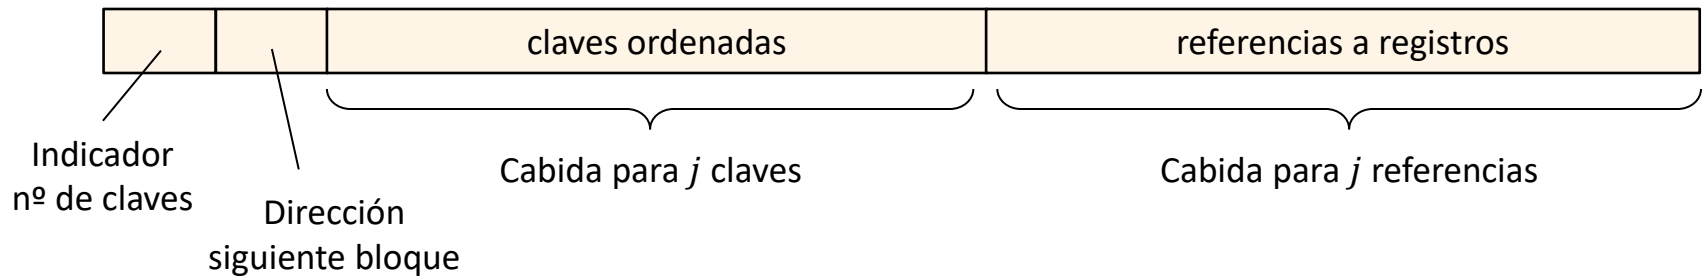 claves ordenadas
referencias a registros
Indicador
nº de claves
Dirección
siguiente bloque
Cabida para j claves
Cabida para j referencias